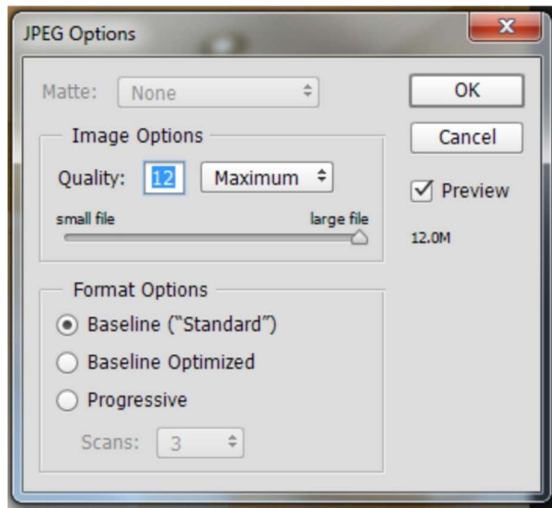 JPEG Options
Matte: None
OK
Image Options
Cancel
Quality: 12 Maximum
Preview
small file large file
12.0M
Format Options
Baseline (“Standard”)
Baseline Optimized
Progressive
Scans: 3